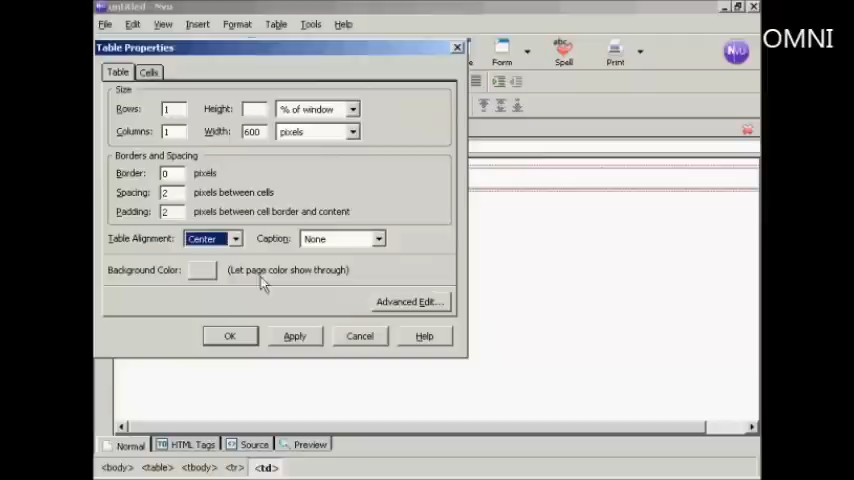 untitled - Nvu
File Edit View Insert Format Table Tools Help
OMNI
Table Properties
Form Spell Print
Table Cells
Size
Rows: 1 Height: % of window
Columns: 1 Width: 600 pixels
Borders and Spacing
Border: 0 pixels
Spacing: 2 pixels between cells
Padding: 2 pixels between cell border and content
Table Alignment: Center Caption: None
Background Color: (Let page color show through)
Advanced Edit...
OK Apply Cancel Help
Normal HTML Tags Source Preview
<body> <table> <tbody> <tr> <td>